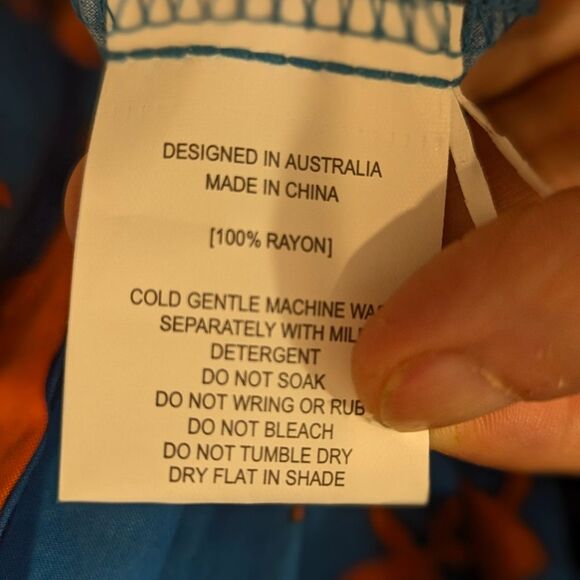 DESIGNED IN AUSTRALIA
MADE IN CHINA
[100% RAYON]
COLD GENTLE MACHINE
SEPARATELY WITH
DETERGENT
DO NOT SOAK
DO NOT WRING OR RUB
DO NOT BLEACH
DO NOT TUMBLE DRY
DRY FLAT IN SHADE